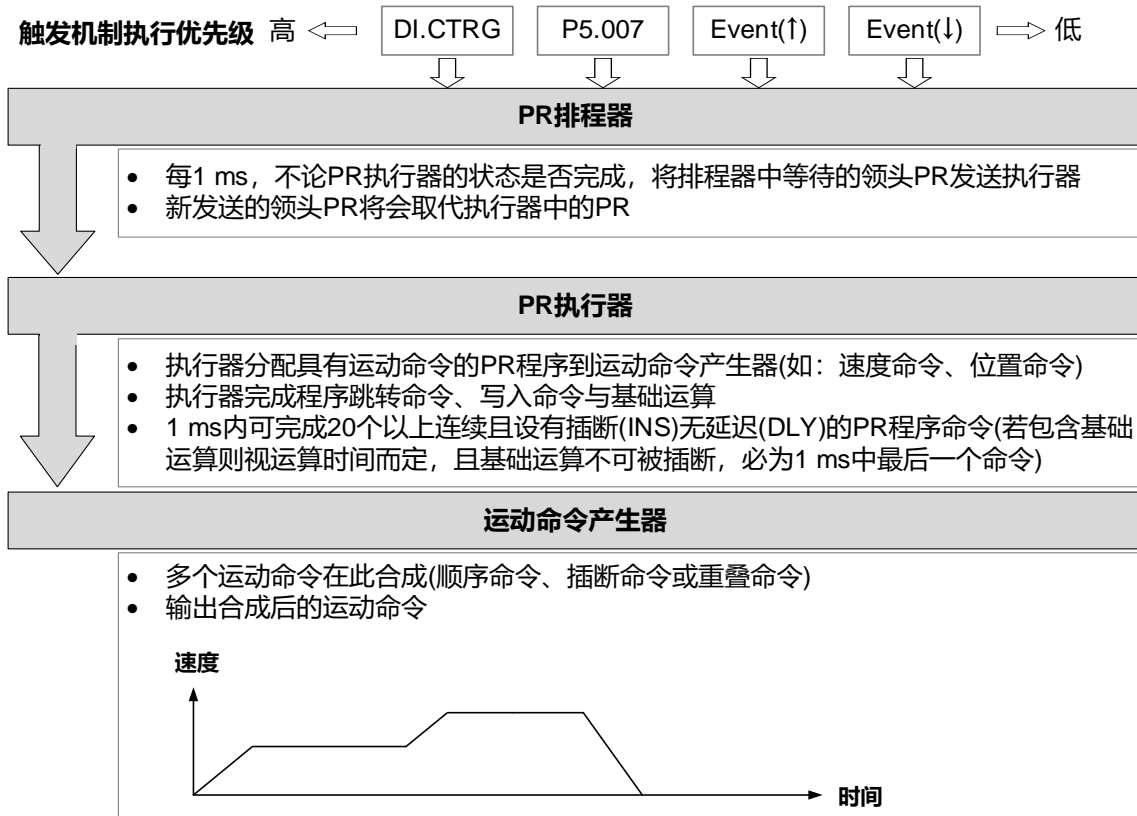 触发机制执行优先级 高 DI.CTRG P5.007 Event(↑) Event(↓) 低
PR排程器
• 每1 ms，不论PR执行器的状态是否完成，将排程器中等待的领头PR发送执行器
• 新发送的领头PR将会取代执行器中的PR
PR执行器
• 执行器分配具有运动命令的PR程序到运动命令产生器(如：速度命令、位置命令)
• 执行器完成程序跳转命令、写入命令与基础运算
• 1 ms内可完成20个以上连续且设有插断(INS)无延迟(DLY)的PR程序命令(若包含基础
运算则视运算时间而定，且基础运算不可被插断，必为1 ms中最后一个命令)
运动命令产生器
• 多个运动命令在此合成(顺序命令、插断命令或重叠命令)
• 输出合成后的运动命令
速度
时间